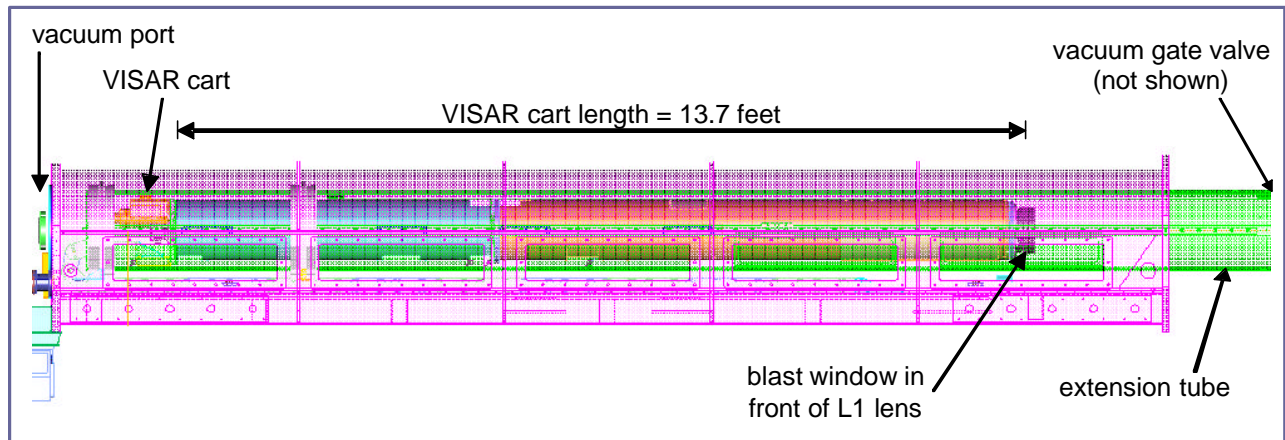 vacuum port
VISAR cart
VISAR cart length = 13.7 feet
vacuum gate valve
(not shown)
blast window in
front of L1 lens
extension tube